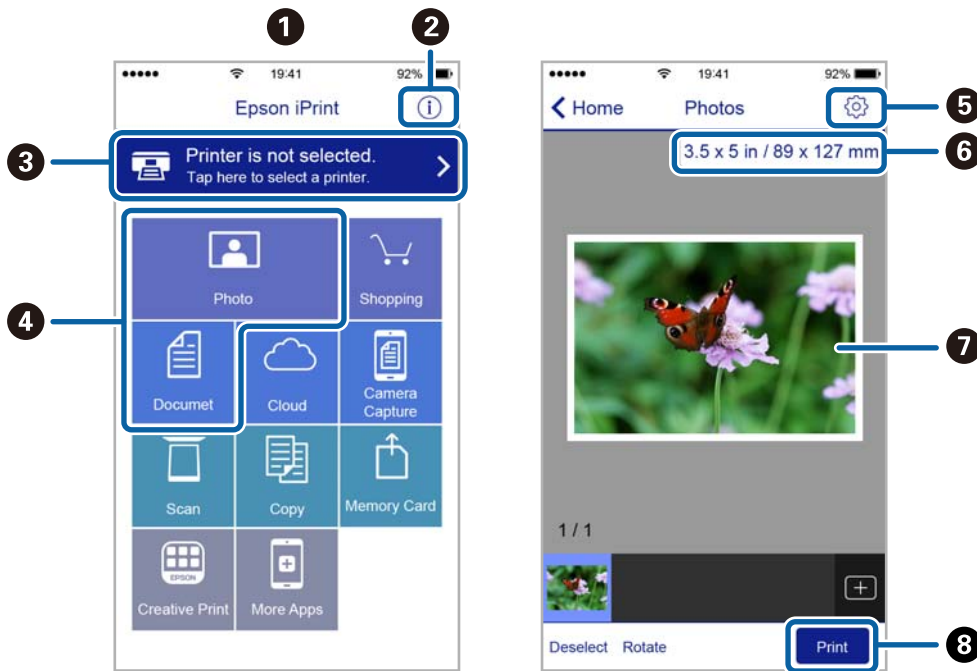 1
2
19:41
92%
Epson iPrint
i
3
Printer is not selected.
Tap here to select a printer.
4
Photo
Shopping
Documet
Cloud
Camera
Capture
Scan
Copy
Memory Card
EPSON
Creative Print
More Apps
19:41
92%
Home
Photos
5
3.5 x 5 in / 89 x 127 mm
6
7
1 / 1
Deselect
Rotate
Print
8